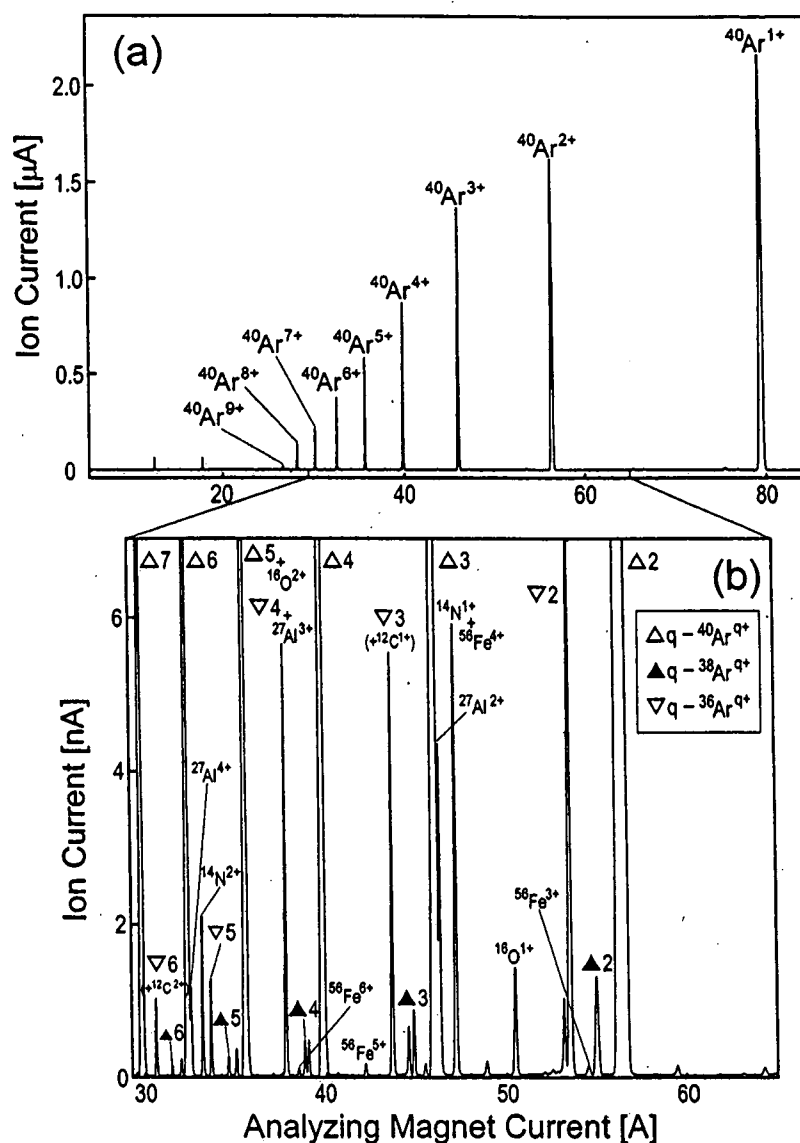 (a)
Ion Current [μA]
2.0
1.5
1.0
0.5
0
⁴⁰Ar¹⁺
⁴⁰Ar²⁺
⁴⁰Ar³⁺
⁴⁰Ar⁴⁺
⁴⁰Ar⁵⁺
⁴⁰Ar⁶⁺
⁴⁰Ar⁷⁺
⁴⁰Ar⁸⁺
⁴⁰Ar⁹⁺
20 40 60 80
(b)
Ion Current [nA]
6
4
2
0
△7
△6
△5+
¹⁶O²⁺
▽4+
²⁷Al³⁺
△4
▽3
(+¹²C¹⁺)
△3
¹⁴N¹⁺
+
⁵⁶Fe⁴⁺
▽2
△2
²⁷Al²⁺
△q – ⁴⁰Ar^q+
▲q – ³⁸Ar^q+
▽q – ³⁶Ar^q+
²⁷Al⁴⁺
¹⁴N²⁺
▽5
▽6
(+¹²C²⁺)
▲6
▲5
▲4
⁵⁶Fe⁶⁺
⁵⁶Fe⁵⁺
▲3
¹⁶O¹⁺
⁵⁶Fe³⁺
▲2
30 40 50 60
Analyzing Magnet Current [A]